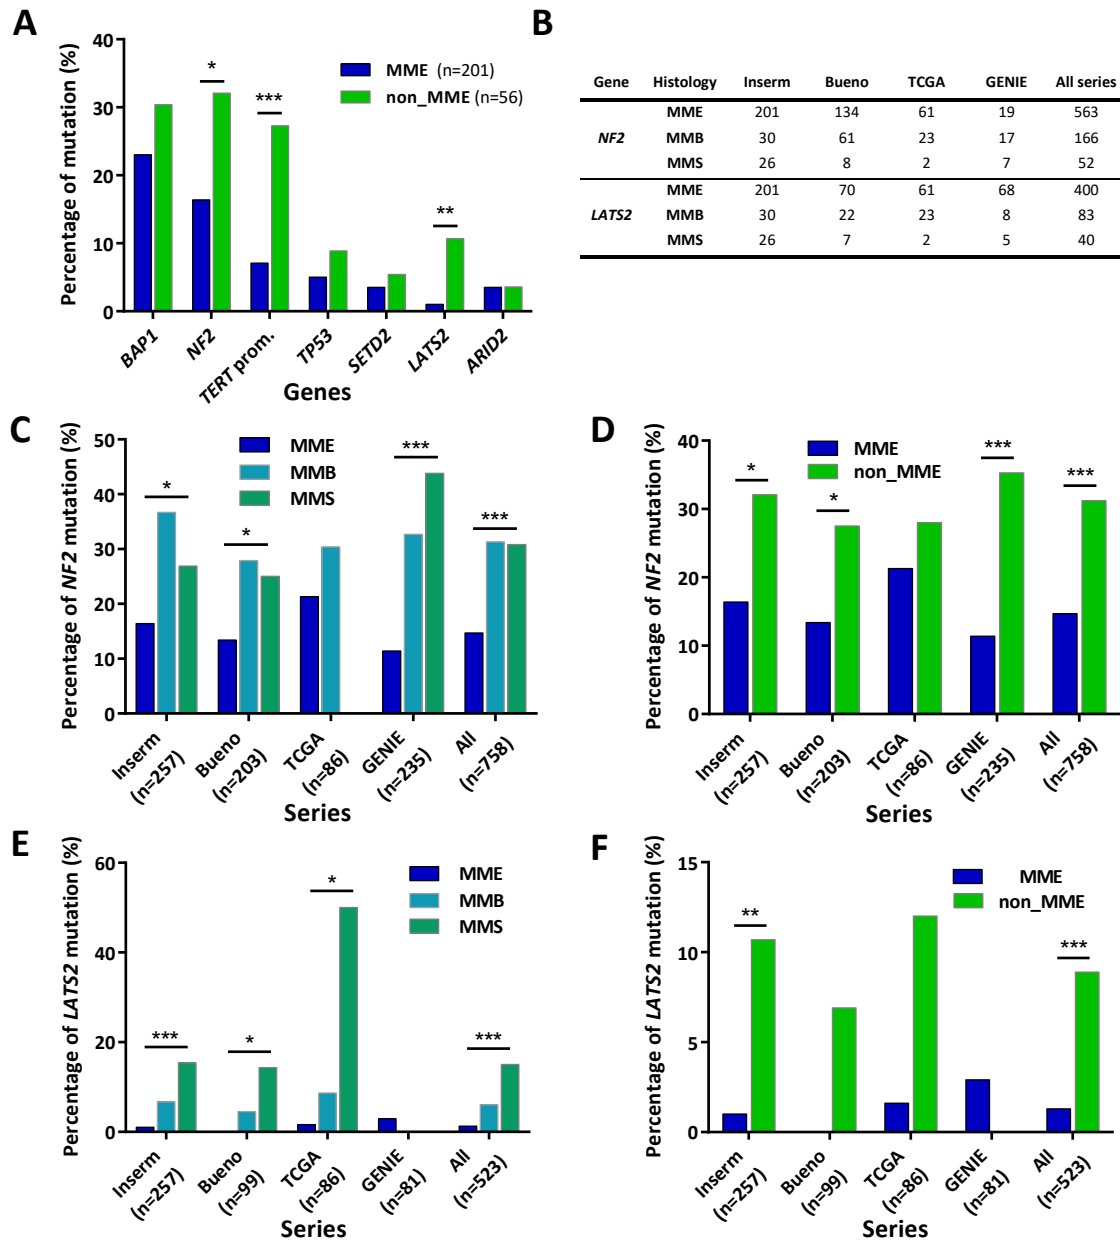 A
Percentage of mutation (%)
40
30
20
10
0
*
***
**
MME (n=201)
non_MME (n=56)
BAP1
NF2
TERT prom.
TP53
SETD2
LATS2
ARID2
Genes
B
Gene Histology Inserm Bueno TCGA GENIE All series
MME 201 134 61 19 563
NF2 MMB 30 61 23 17 166
MMS 26 8 2 7 52
MME 201 70 61 68 400
LATS2 MMB 30 22 23 8 83
MMS 26 7 2 5 40
C
Percentage of NF2 mutation (%)
50
40
30
20
10
0
MME
MMB
MMS
*
*
***
***
Inserm (n=257)
Bueno (n=203)
TCGA (n=86)
GENIE (n=235)
All (n=758)
Series
D
Percentage of NF2 mutation (%)
40
30
20
10
0
MME
non_MME
*
*
***
***
Inserm (n=257)
Bueno (n=203)
TCGA (n=86)
GENIE (n=235)
All (n=758)
Series
E
Percentage of LATS2 mutation (%)
60
40
20
0
MME
MMB
MMS
***
*
*
***
Inserm (n=257)
Bueno (n=99)
TCGA (n=86)
GENIE (n=81)
All (n=523)
Series
F
Percentage of LATS2 mutation (%)
15
10
5
0
MME
non_MME
**
***
Inserm (n=257)
Bueno (n=99)
TCGA (n=86)
GENIE (n=81)
All (n=523)
Series